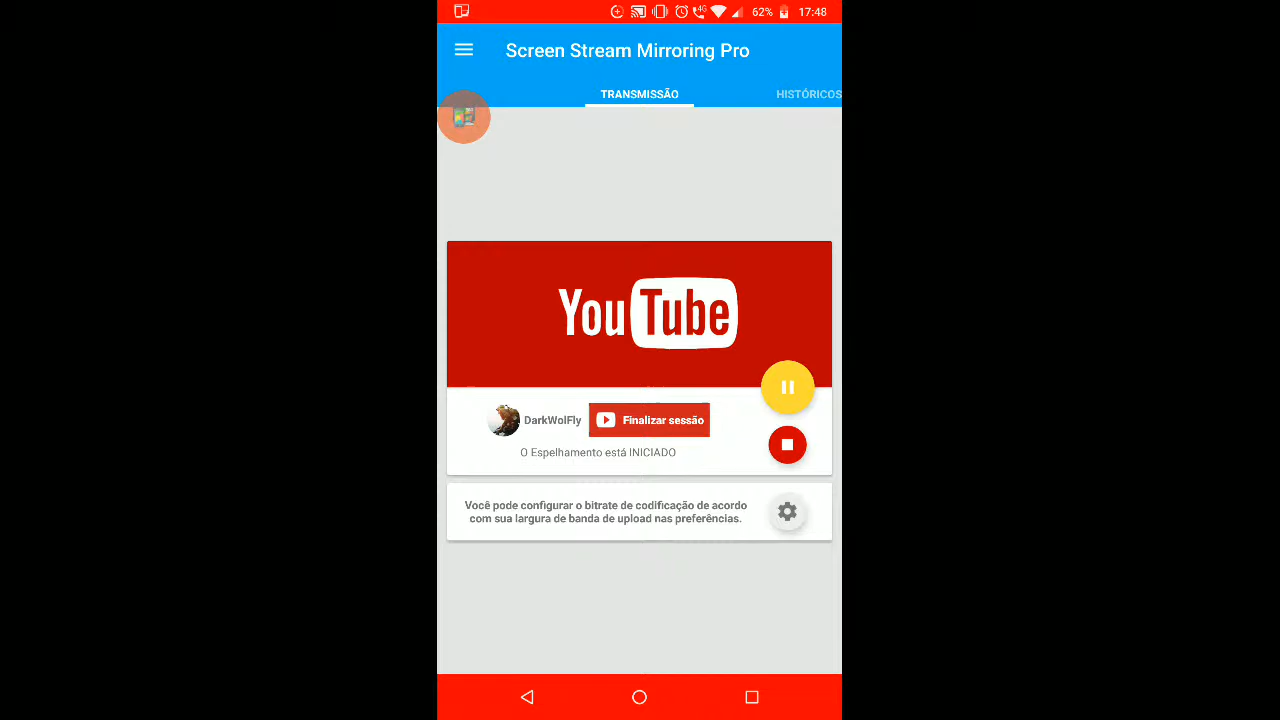 4G 62% 17:48
Screen Stream Mirroring Pro
TRANSMISSÃO HISTÓRICOS
YouTube
DarkWolFly Finalizar sessão
O Espelhamento está INICIADO
Você pode configurar o bitrate de codificação de acordo
com sua largura de banda de upload nas preferências.